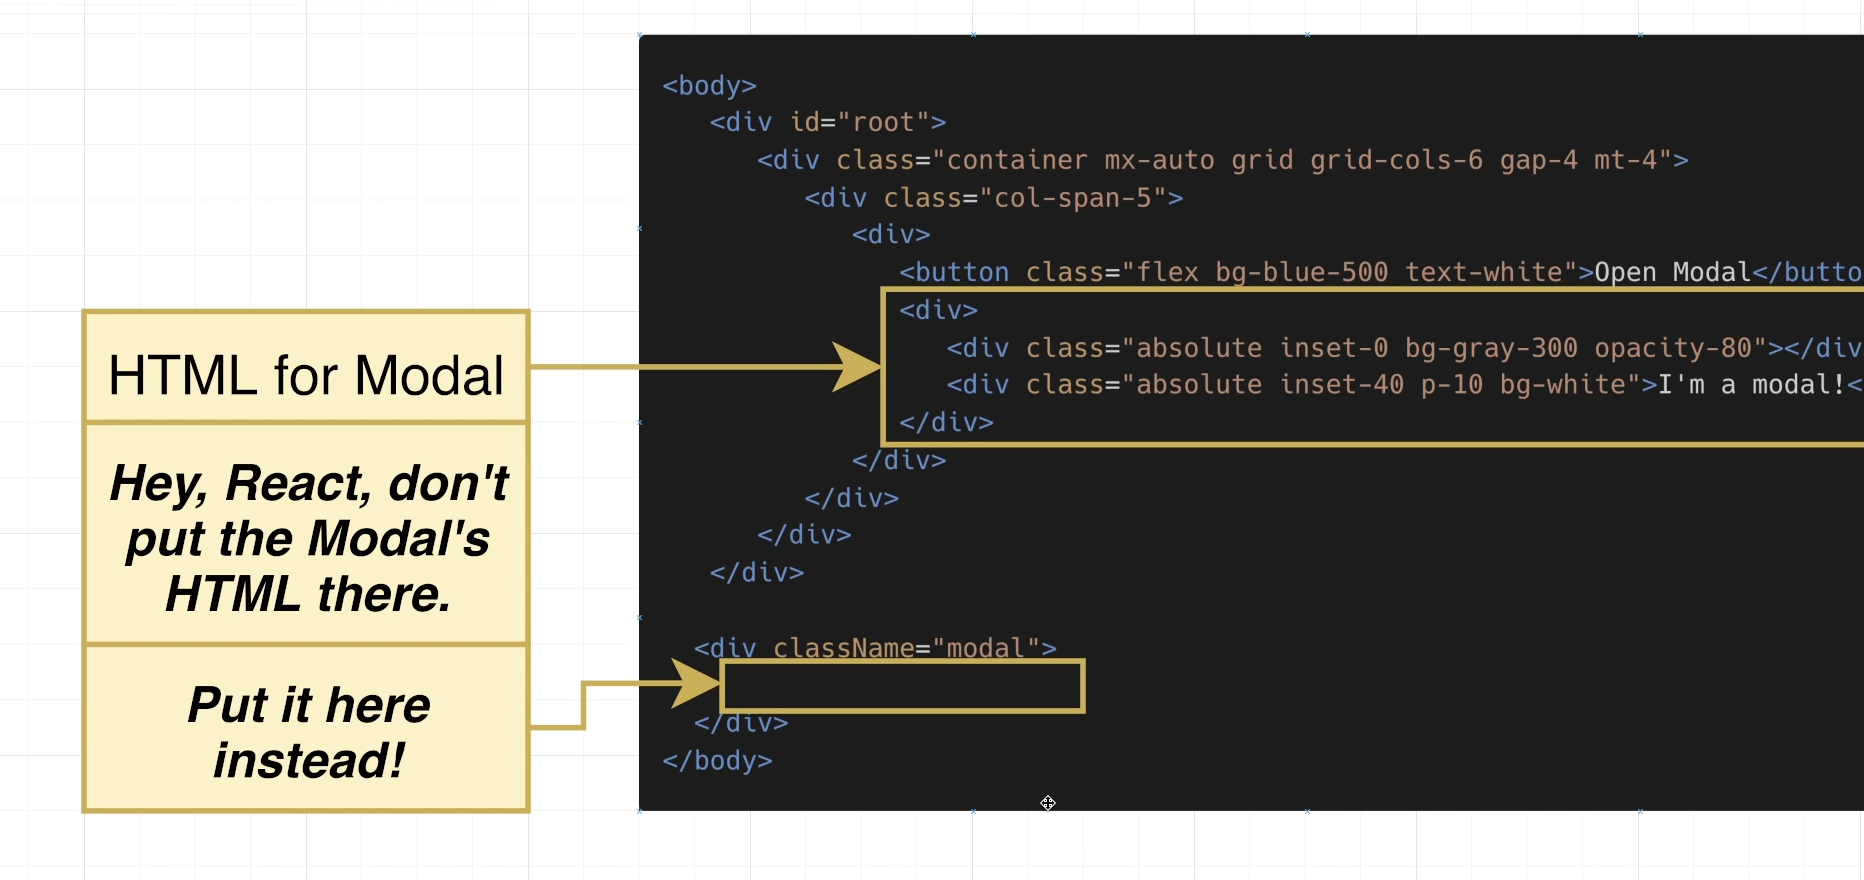 <body>
<div id="root">
<div class="container mx-auto grid grid-cols-6 gap-4 mt-4">
<div class="col-span-5">
<div>
<button class="flex bg-blue-500 text-white">Open Modal</butto
<div>
<div class="absolute inset-0 bg-gray-300 opacity-80"></div
<div class="absolute inset-40 p-10 bg-white">I'm a modal!<
</div>
</div>
</div>
</div>
</div>
<div className="modal">
</div>
</body>
HTML for Modal
Hey, React, don't
put the Modal's
HTML there.
Put it here
instead!